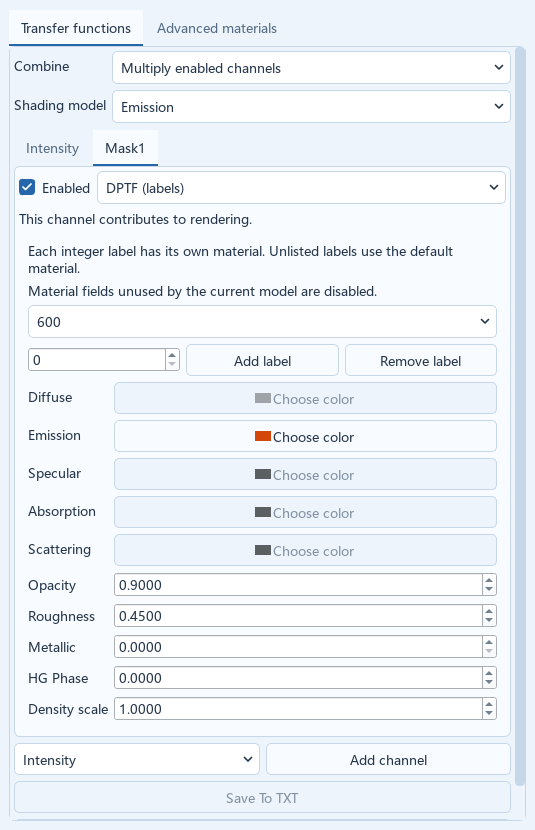 Transfer functions Advanced materials
Combine Multiply enabled channels
Shading model Emission
Intensity Mask1
Enabled DPTF (labels)
This channel contributes to rendering.
Each integer label has its own material. Unlisted labels use the default
material.
Material fields unused by the current model are disabled.
600
0 Add label Remove label
Diffuse Choose color
Emission Choose color
Specular Choose color
Absorption Choose color
Scattering Choose color
Opacity 0.9000
Roughness 0.4500
Metallic 0.0000
HG Phase 0.0000
Density scale 1.0000
Intensity Add channel
Save To TXT